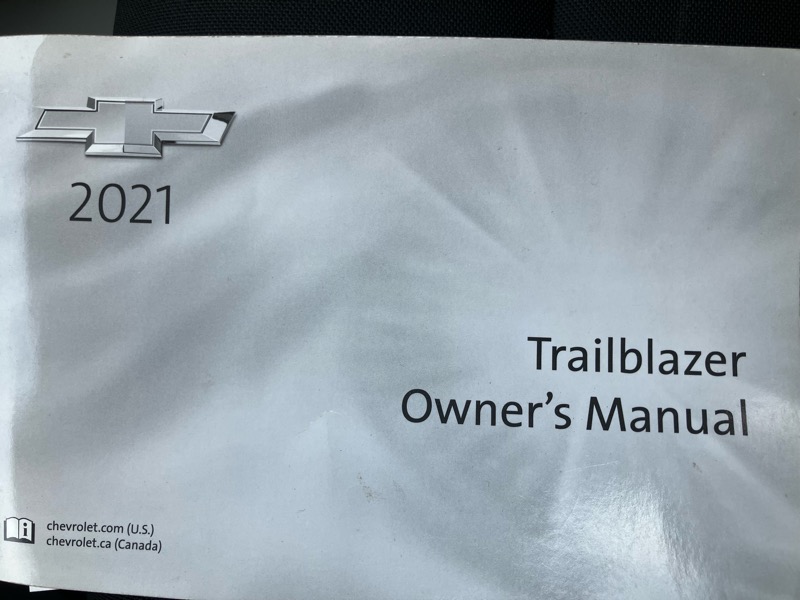 2021
Trailblazer
Owner's Manual
chevrolet.com (U.S.)
chevrolet.ca (Canada)